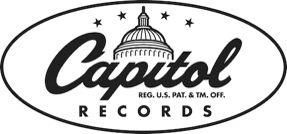 Capitol
REG. U.S. PAT. & TM. OFF.
RECORDS